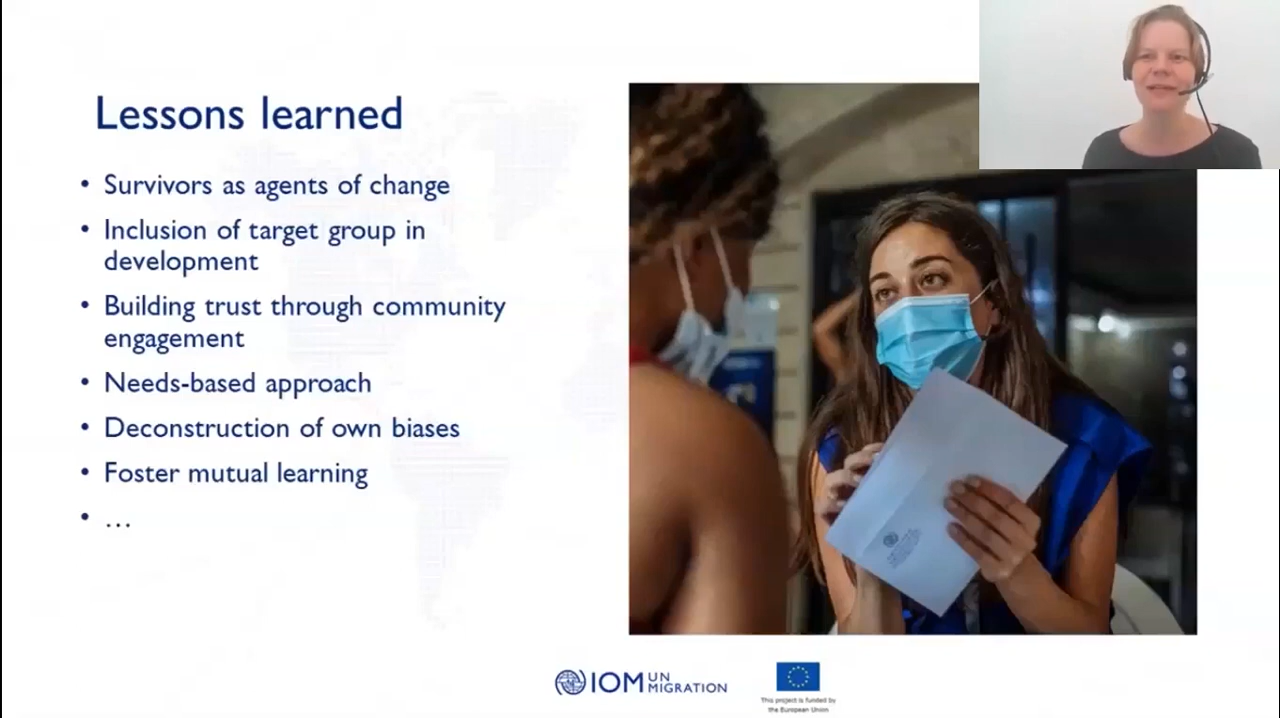 Lessons learned
• Survivors as agents of change
• Inclusion of target group in
development
• Building trust through community
engagement
• Needs-based approach
• Deconstruction of own biases
• Foster mutual learning
• ...
IOM UN
MIGRATION
This project is funded by
the European Union